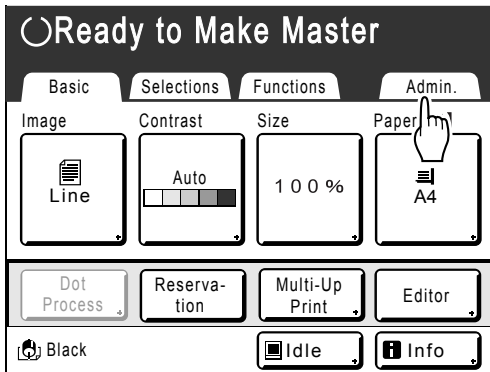 Ready to Make Master
Basic Selections Functions Admin.
Image Contrast Size Paper
Line Auto 100% A4
Dot Process Reserva-tion Multi-Up Print Editor
Black Idle Info